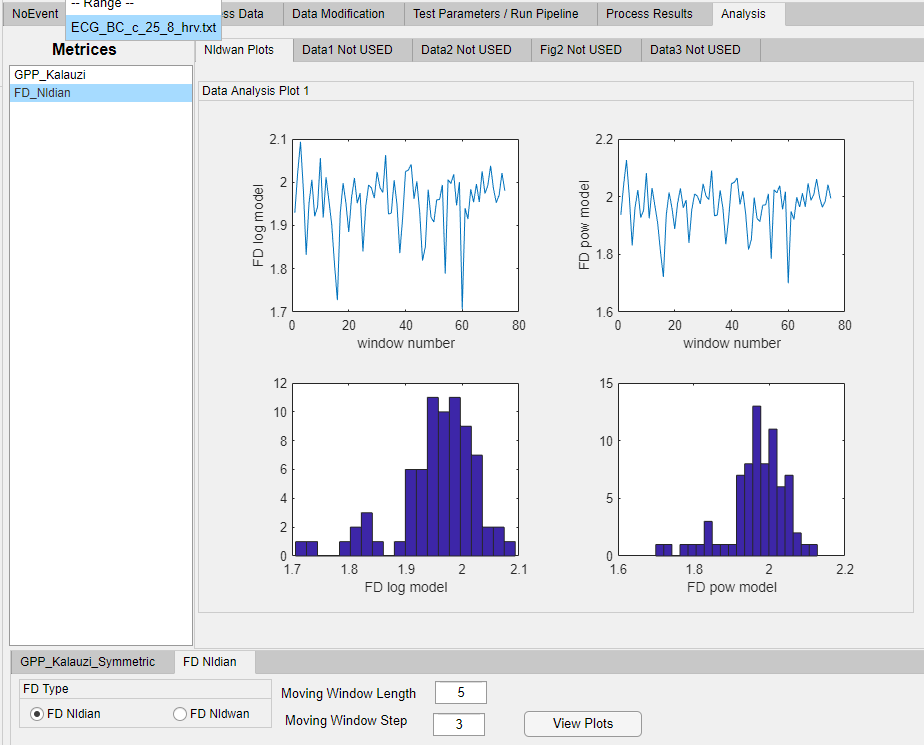 -- Range --
NoEvent ss Data Data Modification Test Parameters / Run Pipeline Process Results Analysis
ECG_BC_c_25_8_hrv.txt
Metrices
NIdwan Plots Data1 Not USED Data2 Not USED Fig2 Not USED Data3 Not USED
GPP_Kalauzi
FD_NIdian
Data Analysis Plot 1
2.1
2
1.9
1.8
1.7
FD log model
0 20 40 60 80
window number
2.2
2
1.8
1.6
FD pow model
0 20 40 60 80
window number
12
10
8
6
4
2
0
1.7 1.8 1.9 2 2.1
FD log model
15
10
5
0
1.6 1.8 2 2.2
FD pow model
GPP_Kalauzi_Symmetric FD NIdian
FD Type
FD NIdian FD NIdwan
Moving Window Length 5
Moving Window Step 3
View Plots